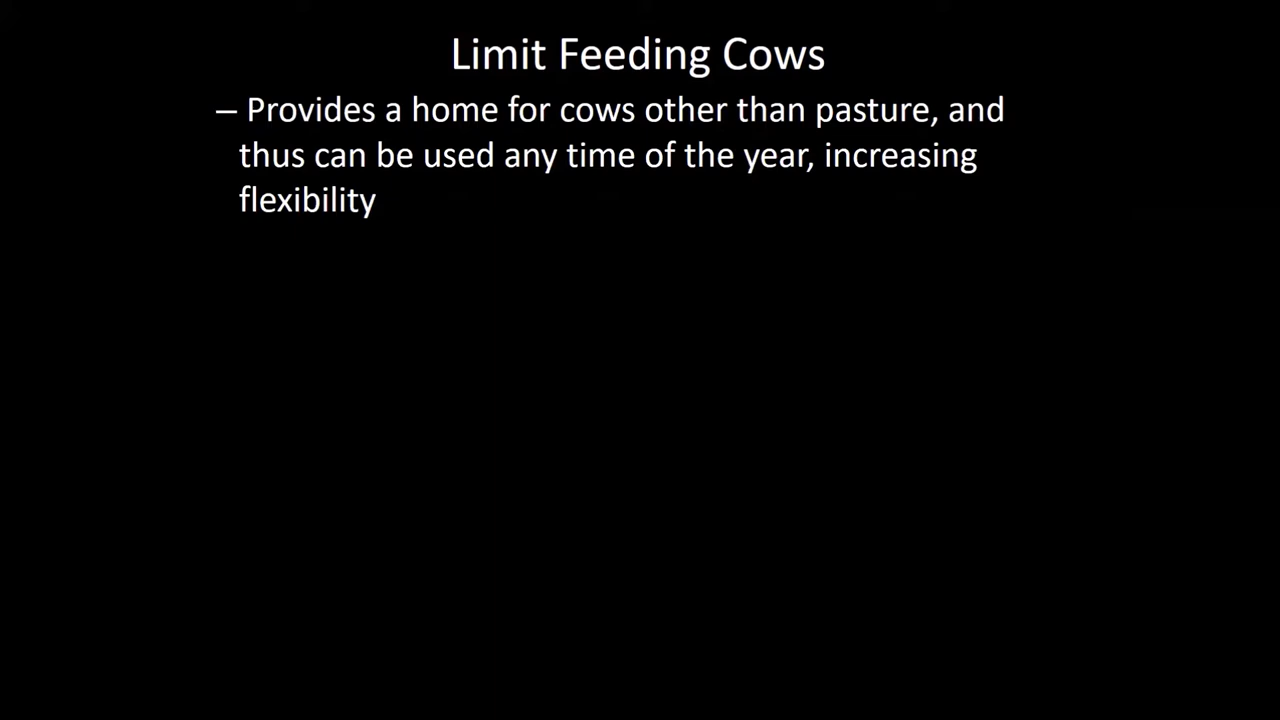 Limit Feeding Cows
– Provides a home for cows other than pasture, and
thus can be used any time of the year, increasing
flexibility